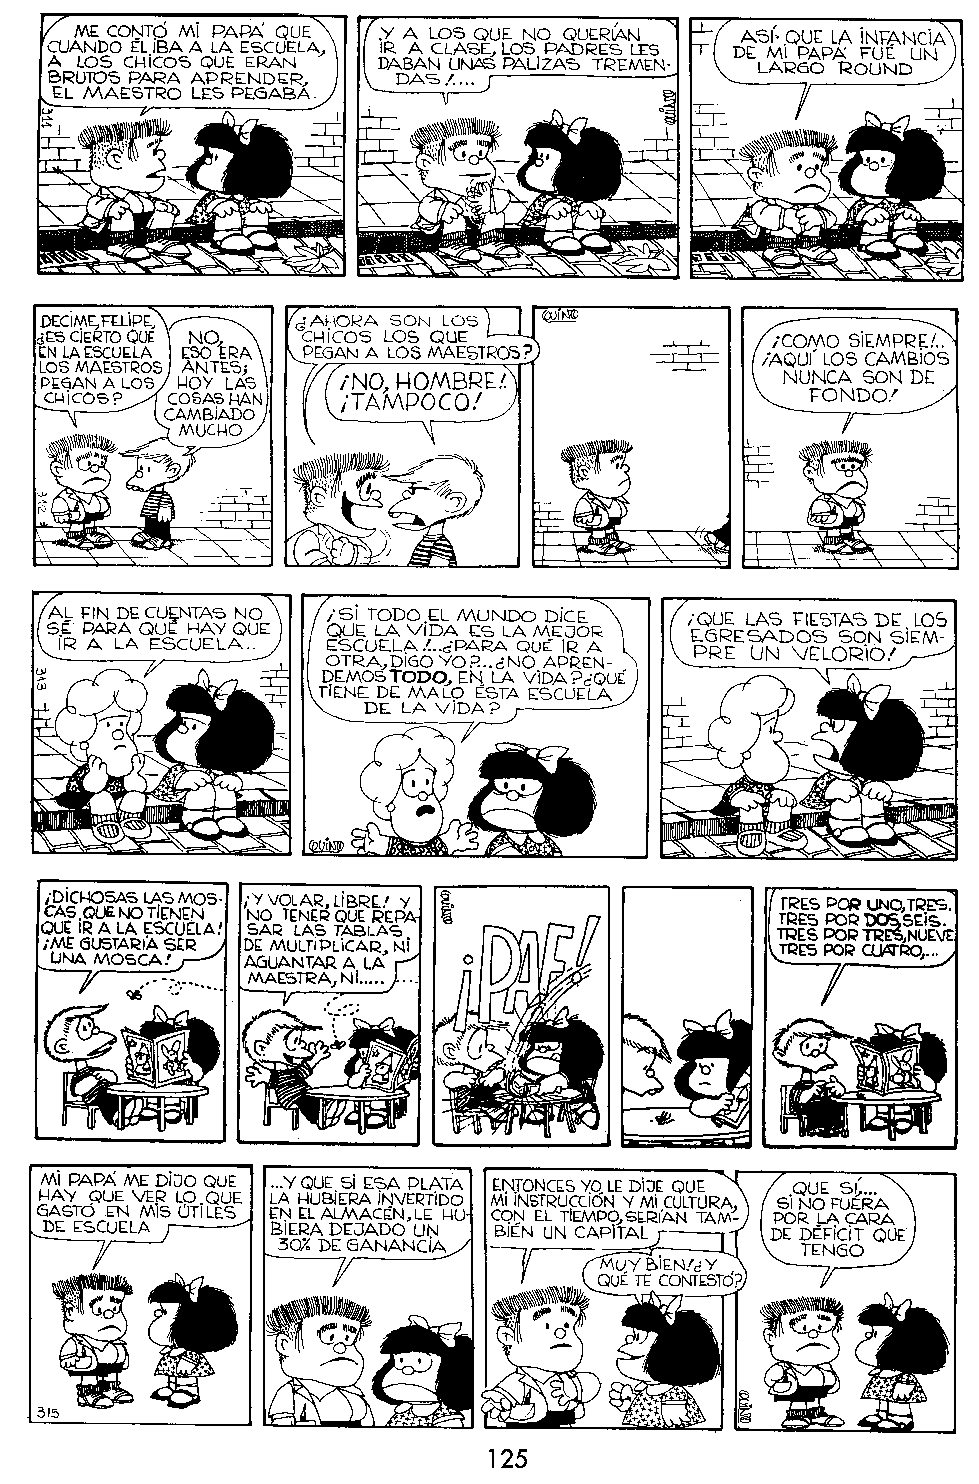 ME CONTÓ MI PAPÁ QUE
CUANDO ÉL IBA A LA ESCUELA,
A LOS CHICOS QUE ERAN
BRUTOS PARA APRENDER,
EL MAESTRO LES PEGABA.
311
¡Y A LOS QUE NO QUERÍAN
IR A CLASE, LOS PADRES LES
DABAN UNAS PALIZAS TREMEN-
DAS!....
QUINO
ASÍ QUE LA INFANCIA
DE MI PAPÁ FUÉ UN
LARGO ROUND
DECIME, FELIPE,
¿ES CIERTO QUE
EN LA ESCUELA
LOS MAESTROS
PEGAN A LOS
CHICOS?
NO,
ESO ERA
ANTES;
HOY LAS
COSAS HAN
CAMBIADO
MUCHO
312
¿AHORA SON LOS
CHICOS LOS QUE
PEGAN A LOS MAESTROS?
¡NO, HOMBRE!
¡TAMPOCO!
QUINO
¡COMO SIEMPRE!..
¡AQUÍ LOS CAMBIOS
NUNCA SON DE
FONDO!
AL FIN DE CUENTAS NO
SÉ PARA QUÉ HAY QUE
IR A LA ESCUELA..
313
¡SI TODO EL MUNDO DICE
QUE LA VIDA ES LA MEJOR
ESCUELA!..¿PARA QUÉ IR A
OTRA, DIGO YO?...¿NO APREN-
DEMOS TODO, EN LA VIDA? ¿QUÉ
TIENE DE MALO ESTA ESCUELA
DE LA VIDA?
QUINO
¡QUE LAS FIESTAS DE LOS
EGRESADOS SON SIEM-
PRE UN VELORIO!
¡DICHOSAS LAS MOS-
CAS, QUE NO TIENEN
QUE IR A LA ESCUELA!
¡ME GUSTARÍA SER
UNA MOSCA!
¡Y VOLAR, LIBRE! Y
NO TENER QUE REPA-
SAR LAS TABLAS
DE MULTIPLICAR, NI
AGUANTAR A LA
MAESTRA, NI.....
QUINO
¡PAF!
TRES POR UNO, TRES.
TRES POR DOS, SEIS.
TRES POR TRES, NUEVE
TRES POR CUATRO,...
MI PAPÁ ME DIJO QUE
HAY QUE VER LO QUE
GASTÓ EN MIS ÚTILES
DE ESCUELA
315
...Y QUE SI ESA PLATA
LA HUBIERA INVERTIDO
EN EL ALMACÉN, LE HU-
BIERA DEJADO UN
30% DE GANANCIA
ENTONCES YO LE DIJE QUE
MI INSTRUCCIÓN Y MI CULTURA,
CON EL TIEMPO, SERÍAN TAM-
BIÉN UN CAPITAL
¡MUY BIEN! ¿Y
QUÉ TE CONTESTÓ?
QUE SÍ...
SI NO FUERA
POR LA CARA
DE DÉFICIT QUE
TENGO
QUINO
125